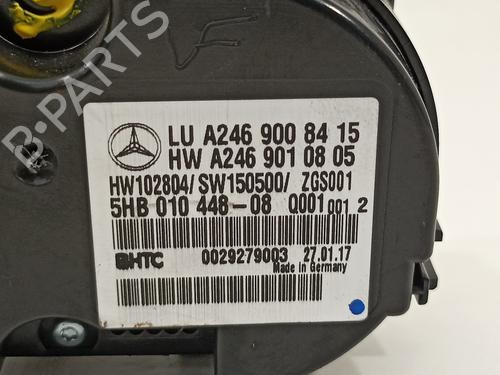 B-PARTS
LU A246 900 84 15
HW A246 901 08 05
HW102804/SW150500/ ZGS001
5HB 010 448-08 Q001 001 2
BHTC 0029279003 27.01.17
Made in Germany